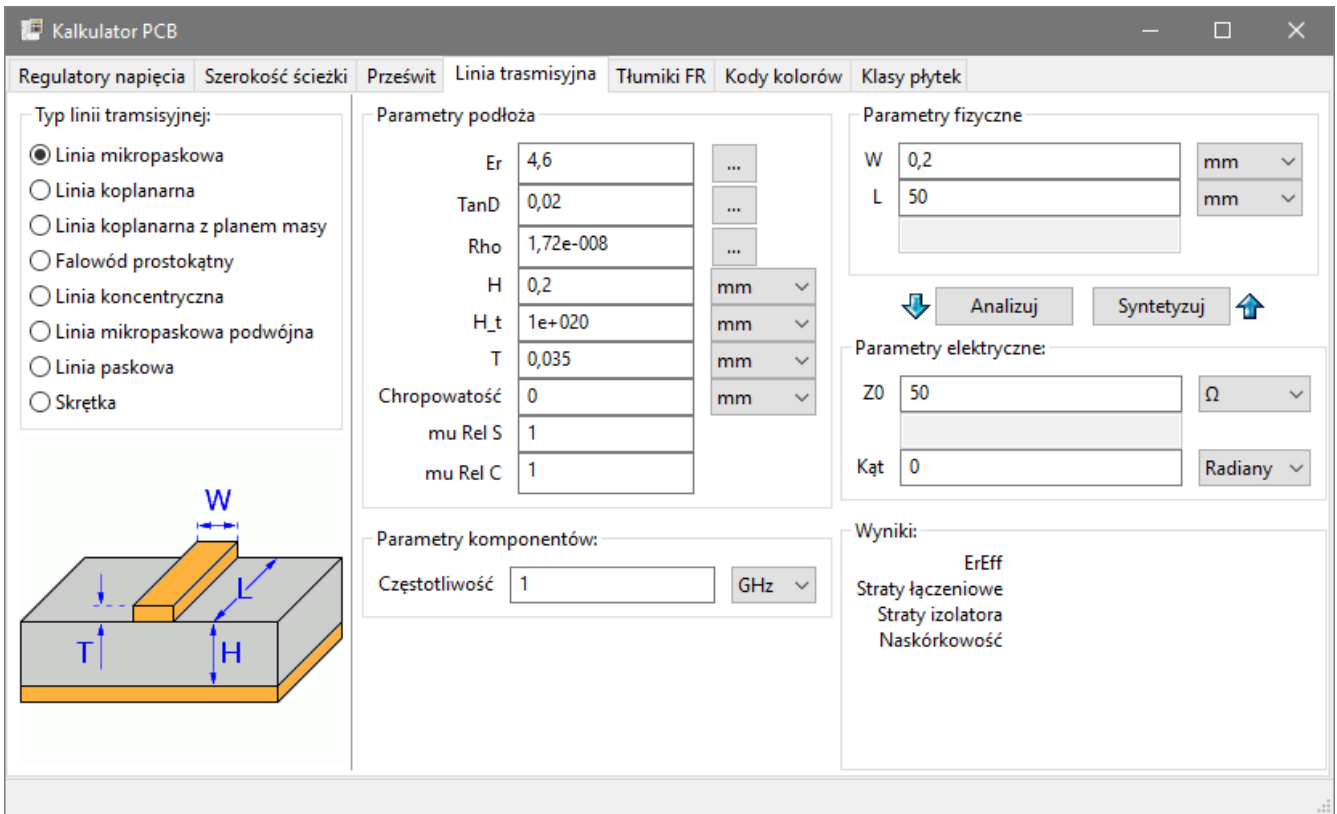 Kalkulator PCB
Regulatory napięcia Szerokość ścieżki Prześwit Linia trasmisyjna Tłumiki FR Kody kolorów Klasy płytek
Typ linii tramsisyjnej:
Linia mikropaskowa
Linia koplanarna
Linia koplanarna z planem masy
Falowód prostokątny
Linia koncentryczna
Linia mikropaskowa podwójna
Linia paskowa
Skrętka
W
L
T
H
Parametry podłoża
Er 4,6 ...
TanD 0,02 ...
Rho 1,72e-008 ...
H 0,2 mm
H_t 1e+020 mm
T 0,035 mm
Chropowatość 0 mm
mu Rel S 1
mu Rel C 1
Parametry komponentów:
Częstotliwość 1 GHz
Parametry fizyczne
W 0,2 mm
L 50 mm
Analizuj Syntetyzuj
Parametry elektryczne:
Z0 50 Ω
Kąt 0 Radiany
Wyniki:
ErEff
Straty łączeniowe
Straty izolatora
Naskórkowość